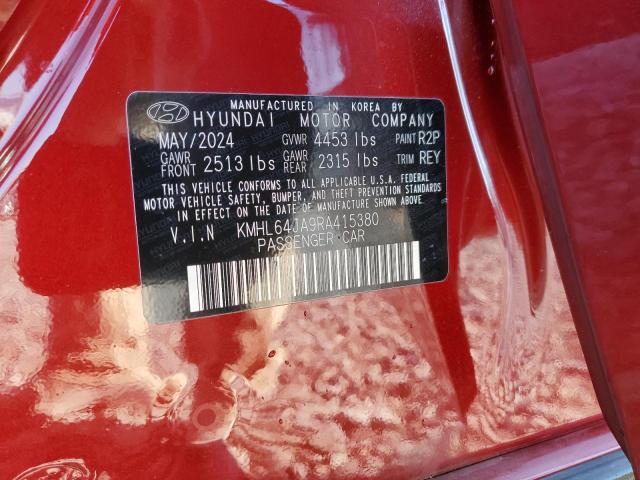 MANUFACTURED IN KOREA BY
HYUNDAI MOTOR COMPANY
MAY/2024 GVWR 4453 lbs PAINT R2P
GAWR FRONT 2513 lbs GAWR REAR 2315 lbs TRIM REY
THIS VEHICLE CONFORMS TO ALL APPLICABLE U.S.A. FEDERAL
MOTOR VEHICLE SAFETY, BUMPER, AND THEFT PREVENTION STANDARDS
IN EFFECT ON THE DATE OF MANUFACTURE SHOWN ABOVE.
V.I.N KMHL64JA9RA415380
PASSENGER CAR